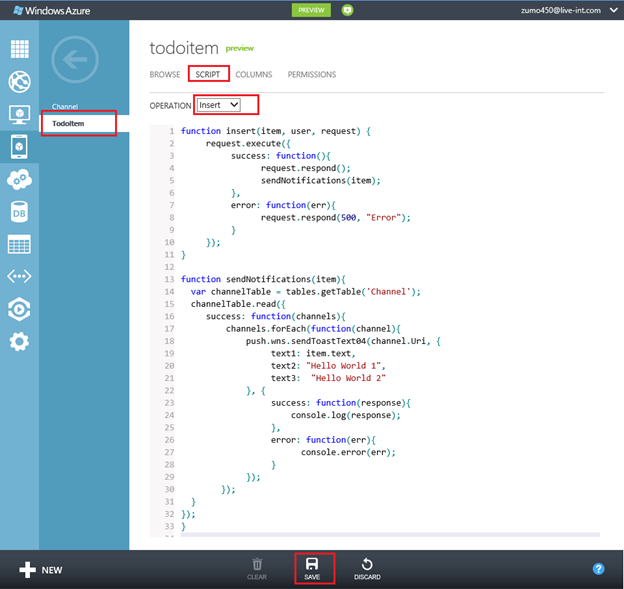 Windows Azure
PREVIEW
zumo450@live-int.com
Channel
TodoItem
DB
todoitem preview
BROWSE SCRIPT COLUMNS PERMISSIONS
OPERATION Insert
1 function insert(item, user, request) {
2 request.execute({
3 success: function(){
4 request.respond();
5 sendNotifications(item);
6 },
7 error: function(err){
8 request.respond(500, "Error");
9 }
10 });
11 }
12
13 function sendNotifications(item){
14 var channelTable = tables.getTable('Channel');
15 channelTable.read({
16 success: function(channels){
17 channels.forEach(function(channel){
18 push.wns.sendToastText04(channel.Uri, {
19 text1: item.text,
20 text2: "Hello World 1",
21 text3: "Hello World 2"
22 }, {
23 success: function(response){
24 console.log(response);
25 },
26 error: function(err){
27 console.error(err);
28 }
29 });
30 });
31 }
32 });
33 }
NEW
CLEAR
SAVE
DISCARD
?